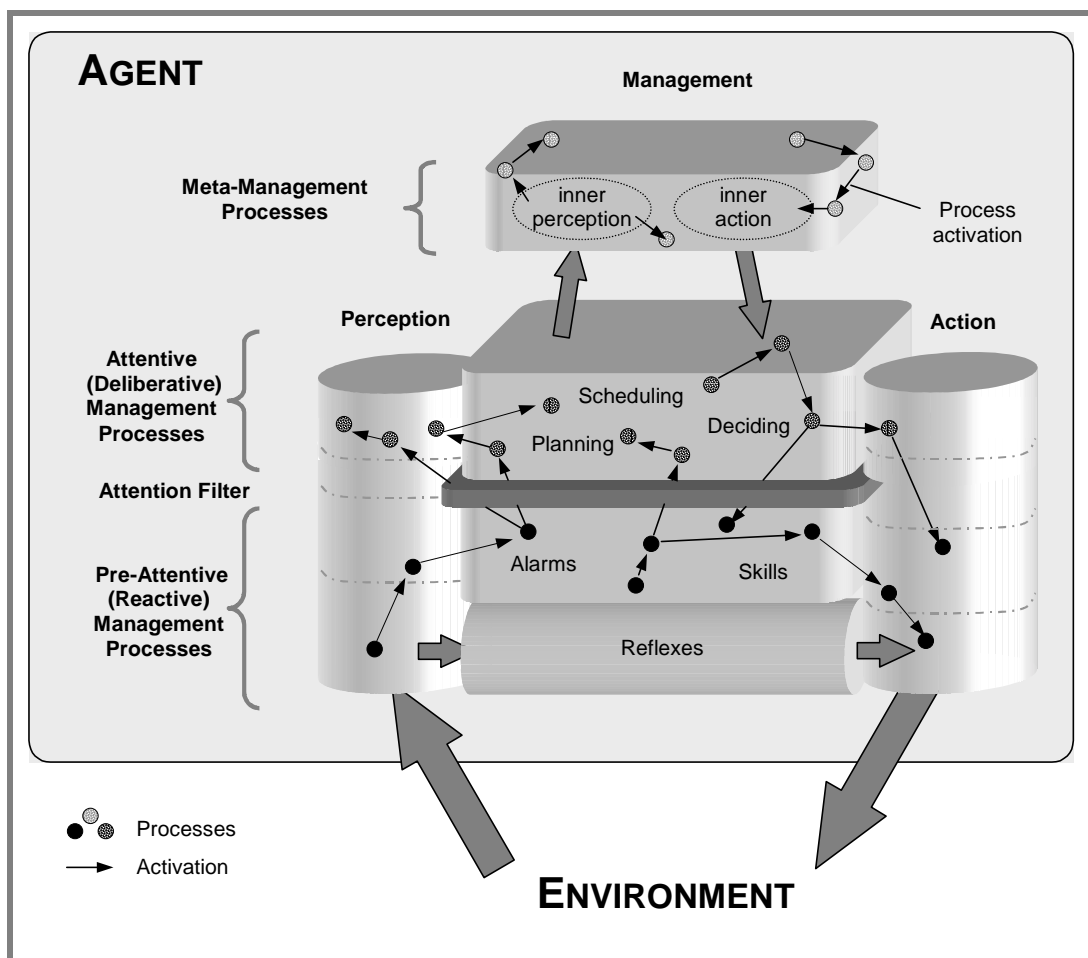 AGENT
Management
Meta-Management
Processes
inner
perception
inner
action
Process
activation
Perception
Action
Attentive
(Deliberative)
Management
Processes
Scheduling
Planning
Deciding
Attention Filter
Pre-Attentive
(Reactive)
Management
Processes
Alarms
Skills
Reflexes
Processes
Activation
ENVIRONMENT